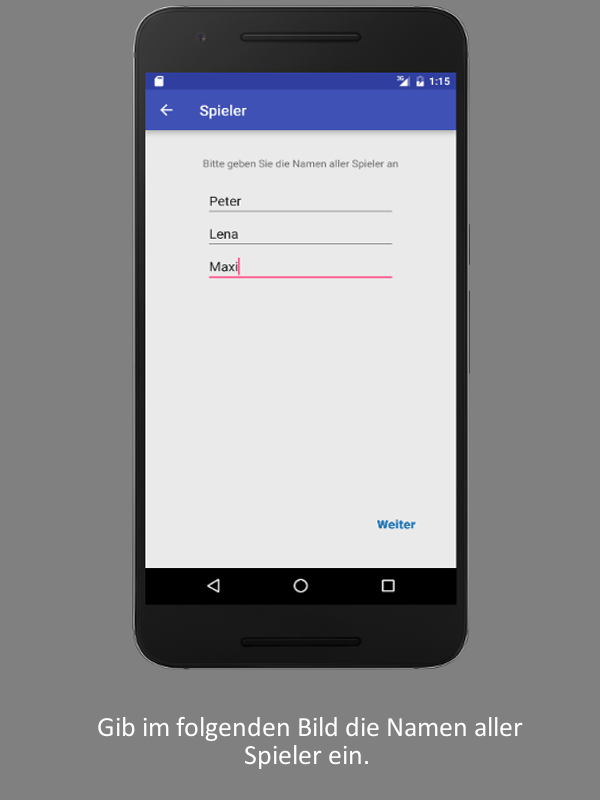 3G 1:15
Spieler
Bitte geben Sie die Namen aller Spieler an
Peter
Lena
Maxi
Weiter
Gib im folgenden Bild die Namen aller
Spieler ein.